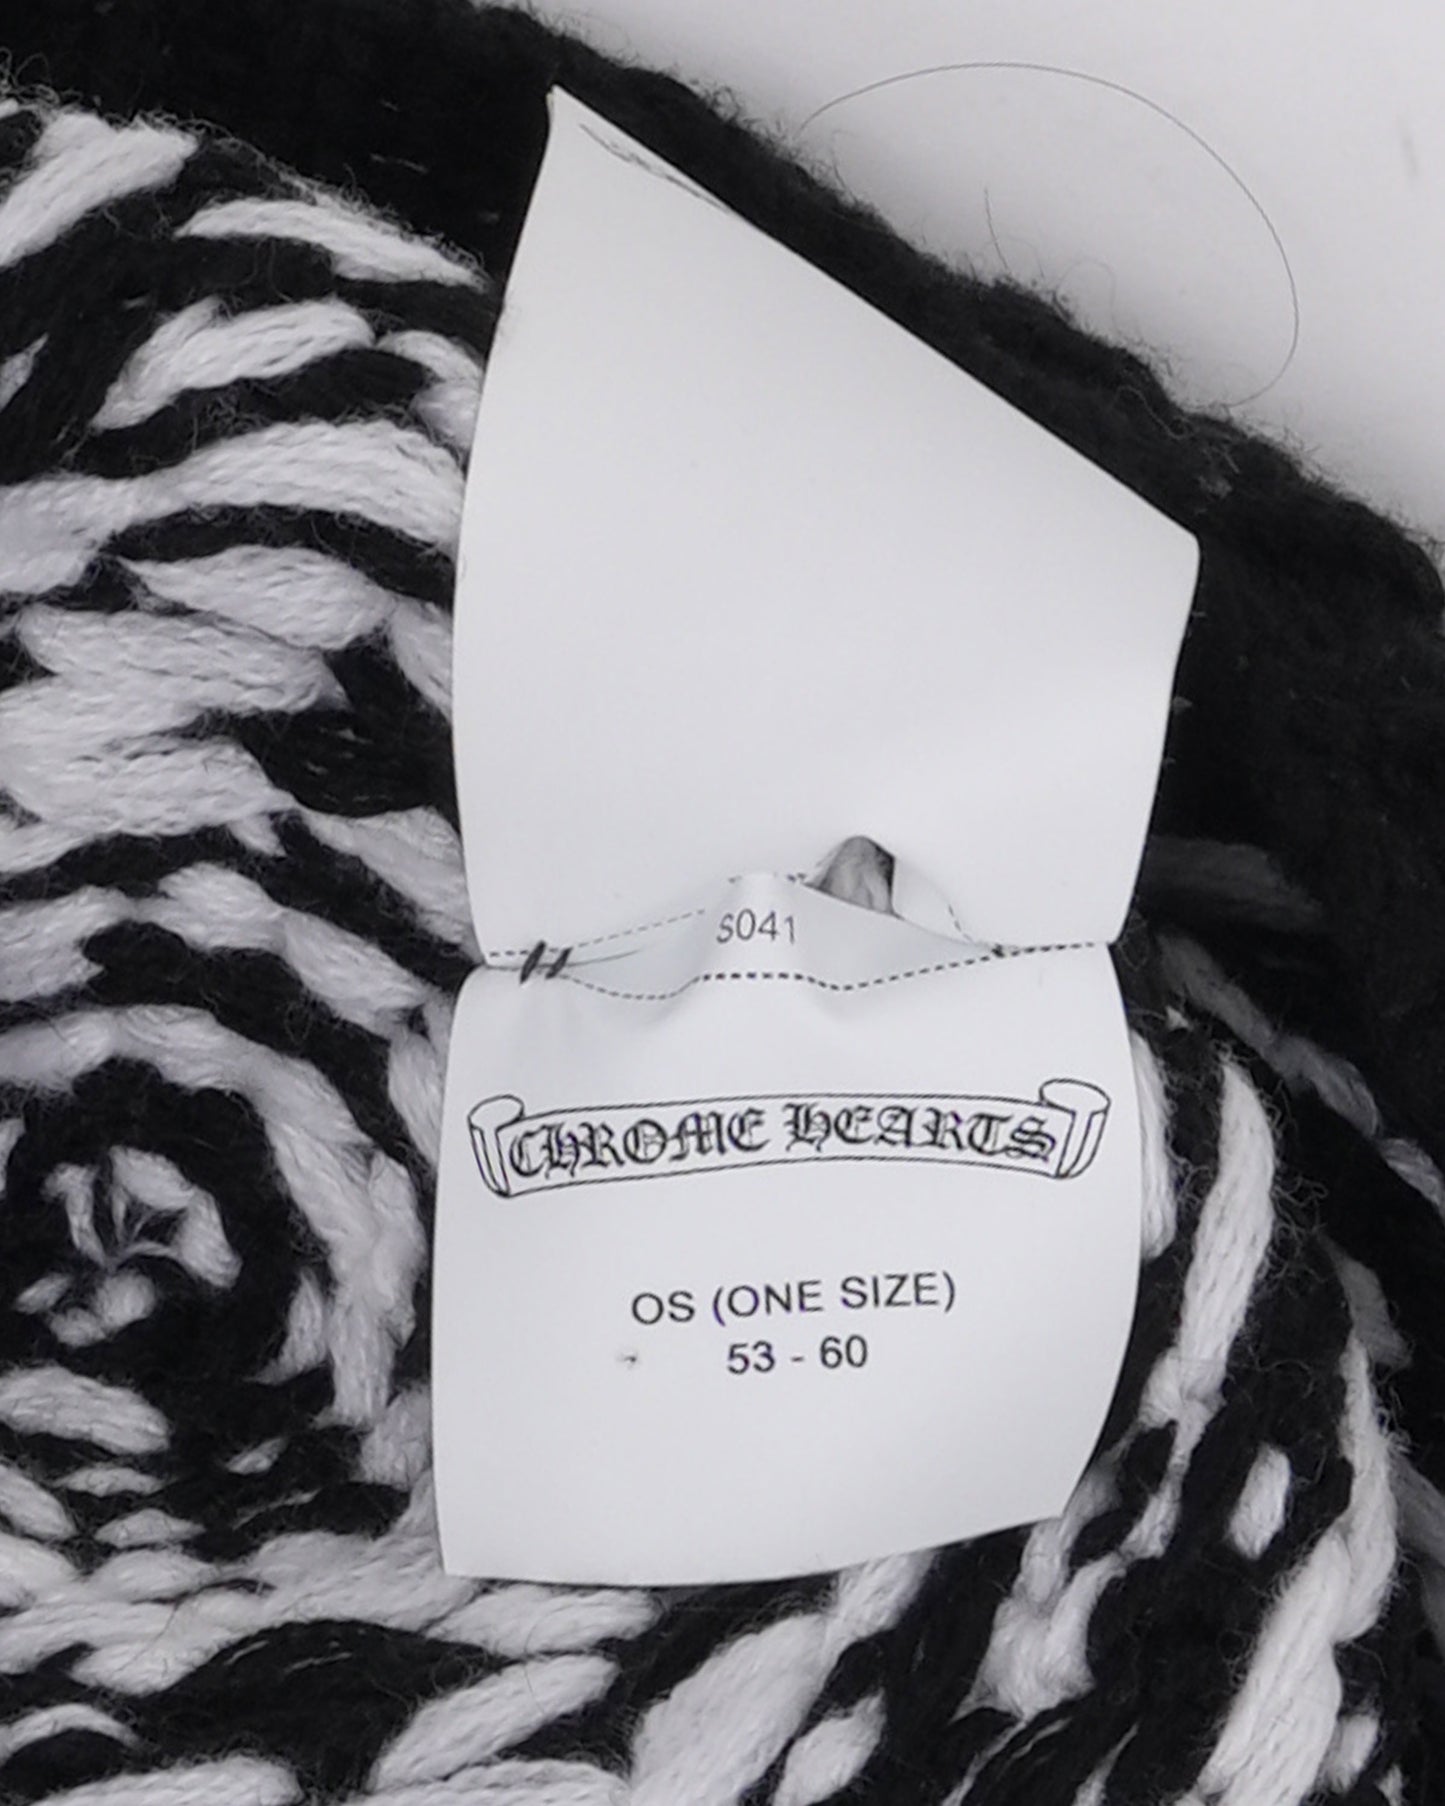 S041
CHROME HEARTS
OS (ONE SIZE)
53 - 60